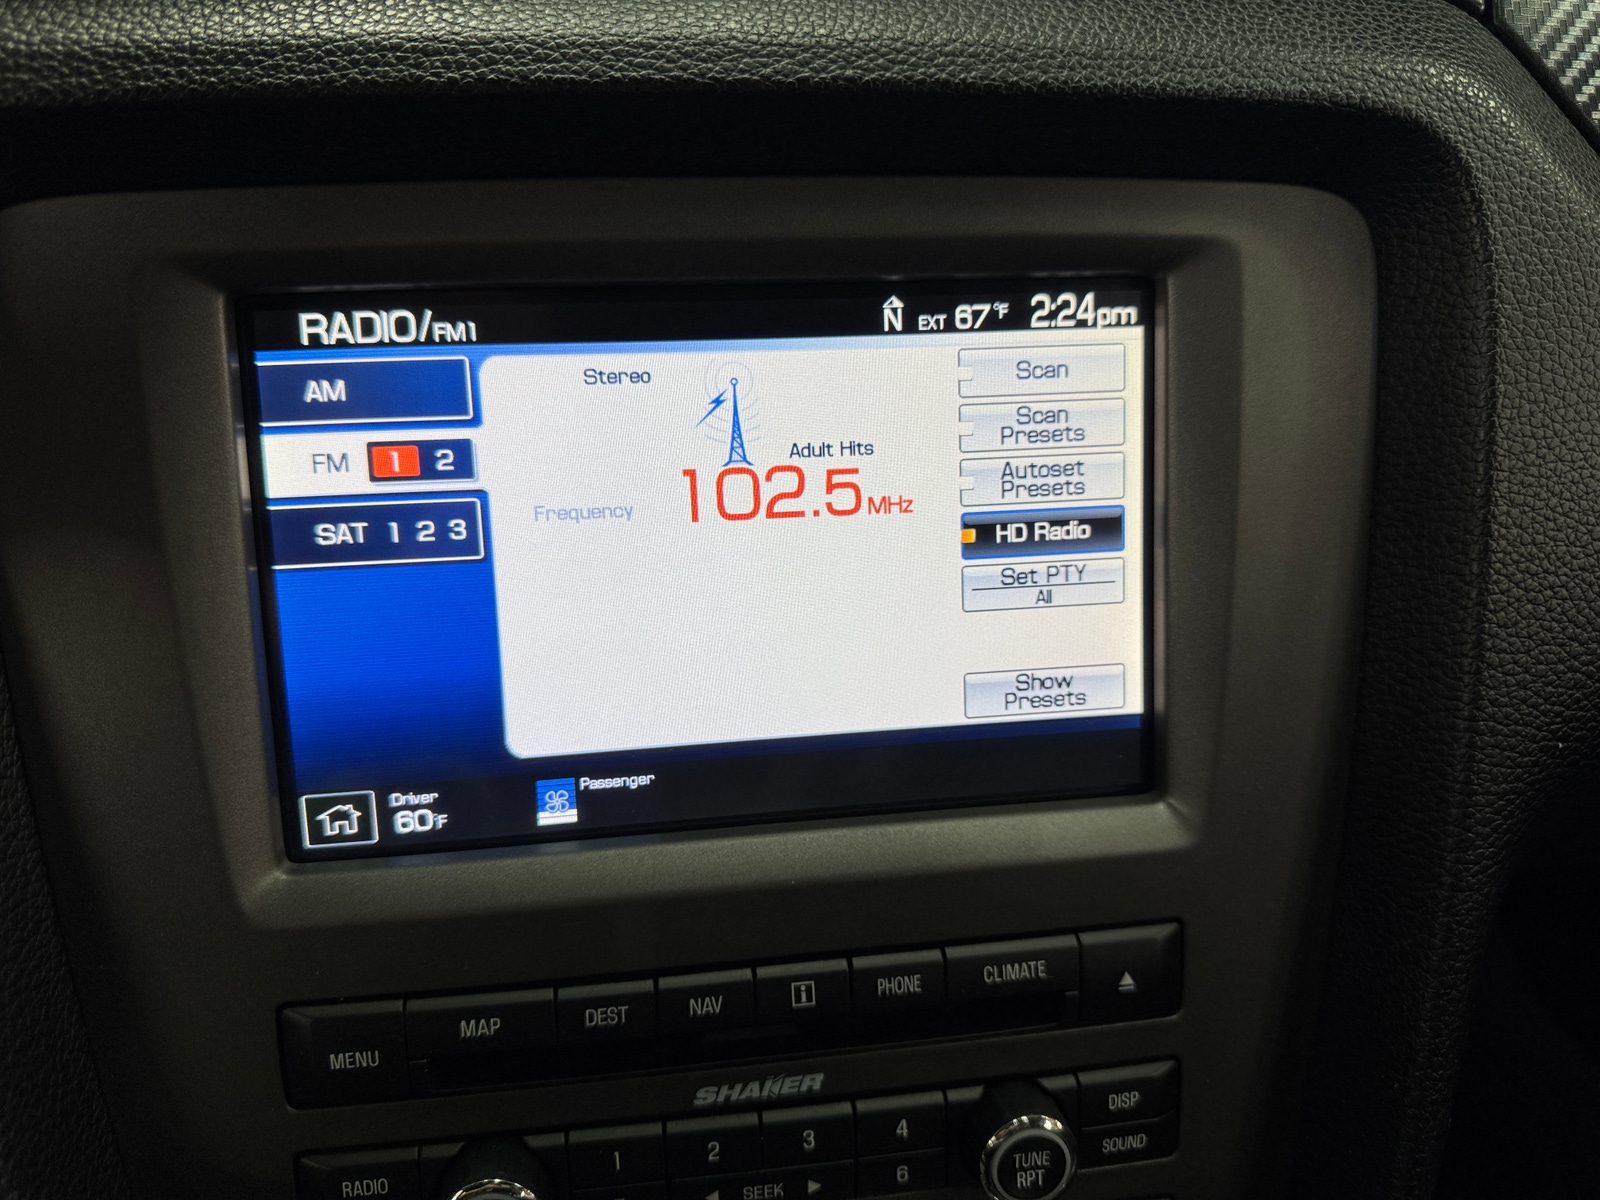 RADIO/FM1
N EXT 67°F 2:24pm
AM
FM 1 2
SAT 1 2 3
Stereo
Adult Hits
Frequency 102.5 MHz
Scan
Scan
Presets
Autoset
Presets
HD Radio
Set PTY
All
Show
Presets
Driver
60°F
Passenger
MENU
MAP
DEST
NAV
i
PHONE
CLIMATE
SHAKER
RADIO
1
2
3
4
6
SEEK
TUNE
RPT
DISP
SOUND